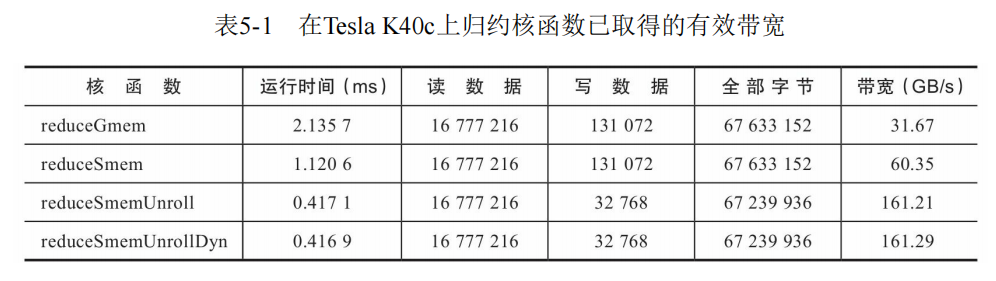 表5-1 在Tesla K40c上归约核函数已取得的有效带宽
核 函 数 运行时间（ms） 读 数 据 写 数 据 全 部 字 节 带宽（GB/s）
reduceGmem 2.135 7 16 777 216 131 072 67 633 152 31.67
reduceSmem 1.120 6 16 777 216 131 072 67 633 152 60.35
reduceSmemUnroll 0.417 1 16 777 216 32 768 67 239 936 161.21
reduceSmemUnrollDyn 0.416 9 16 777 216 32 768 67 239 936 161.29